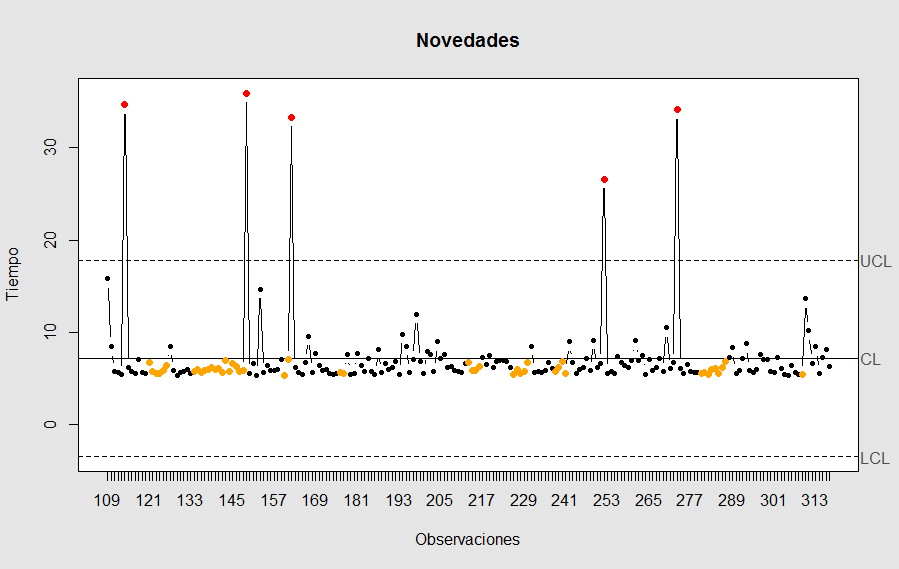 Novedades
Tiempo
30
20
10
0
UCL
CL
LCL
109 121 133 145 157 169 181 193 205 217 229 241 253 265 277 289 301 313
Observaciones